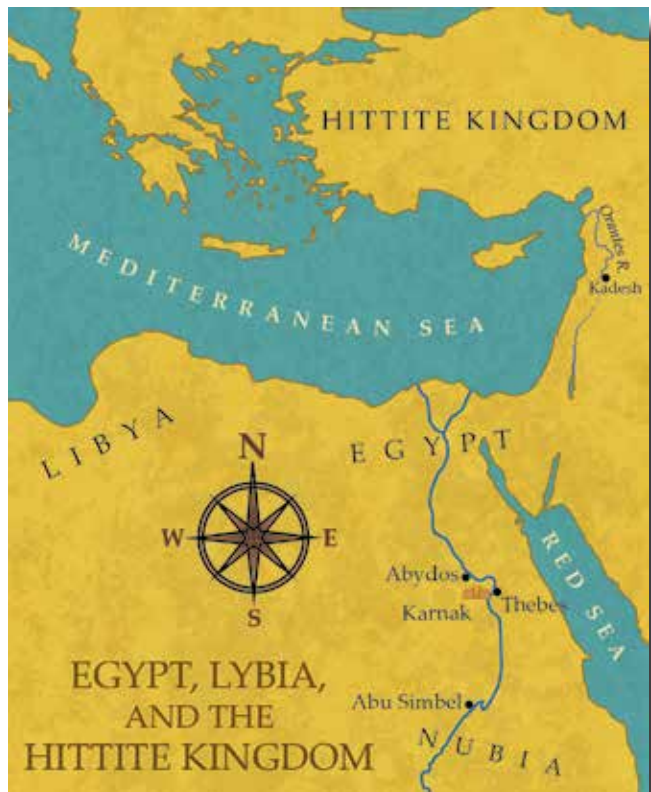 HITTITE KINGDOM
Orantes R.
Kadesh
MEDITERRANEAN SEA
LIBYA
EGYPT
N
W
E
S
RED SEA
Abydos
Karnak
Thebes
Abu Simbel
NUBIA
EGYPT, LYBIA,
AND THE
HITTITE KINGDOM